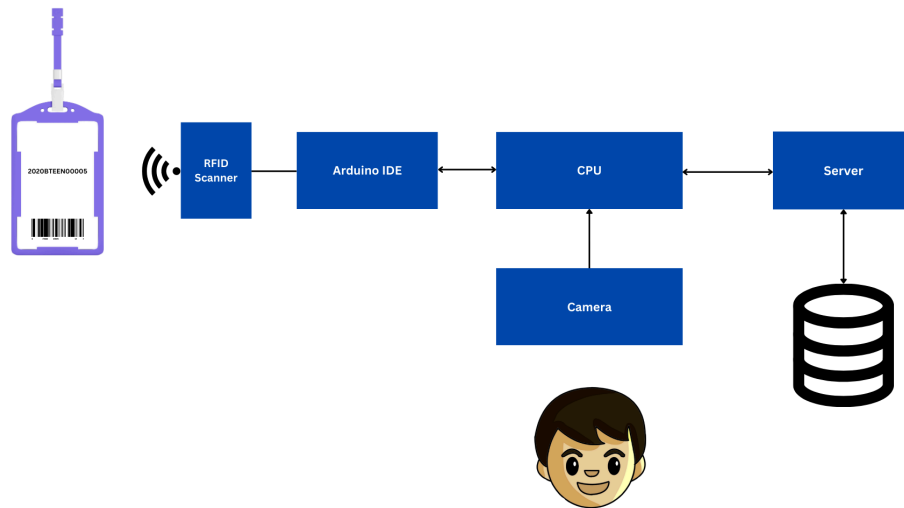 2020BTEEN00005
RFID
Scanner
Arduino IDE
CPU
Server
Camera